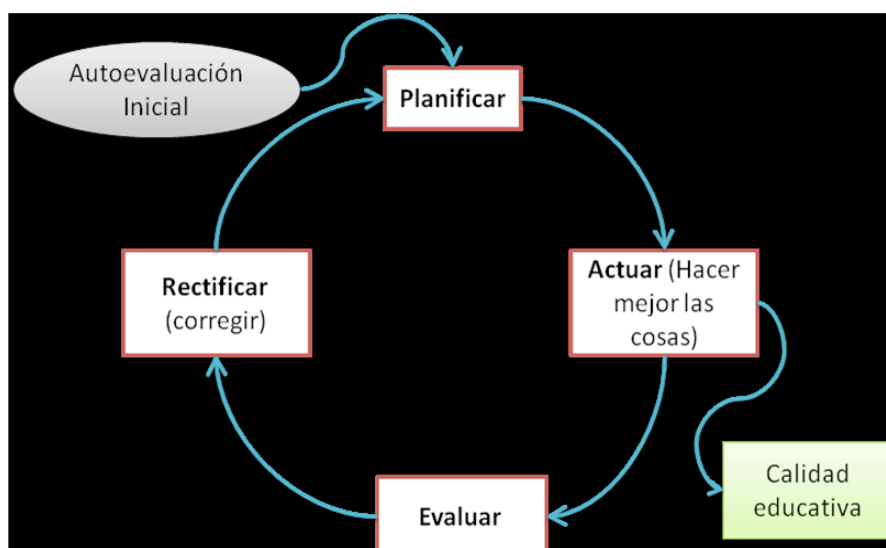 Autoevaluación
Inicial
Planificar
Actuar (Hacer
mejor las
cosas)
Rectificar
(corregir)
Evaluar
Calidad
educativa